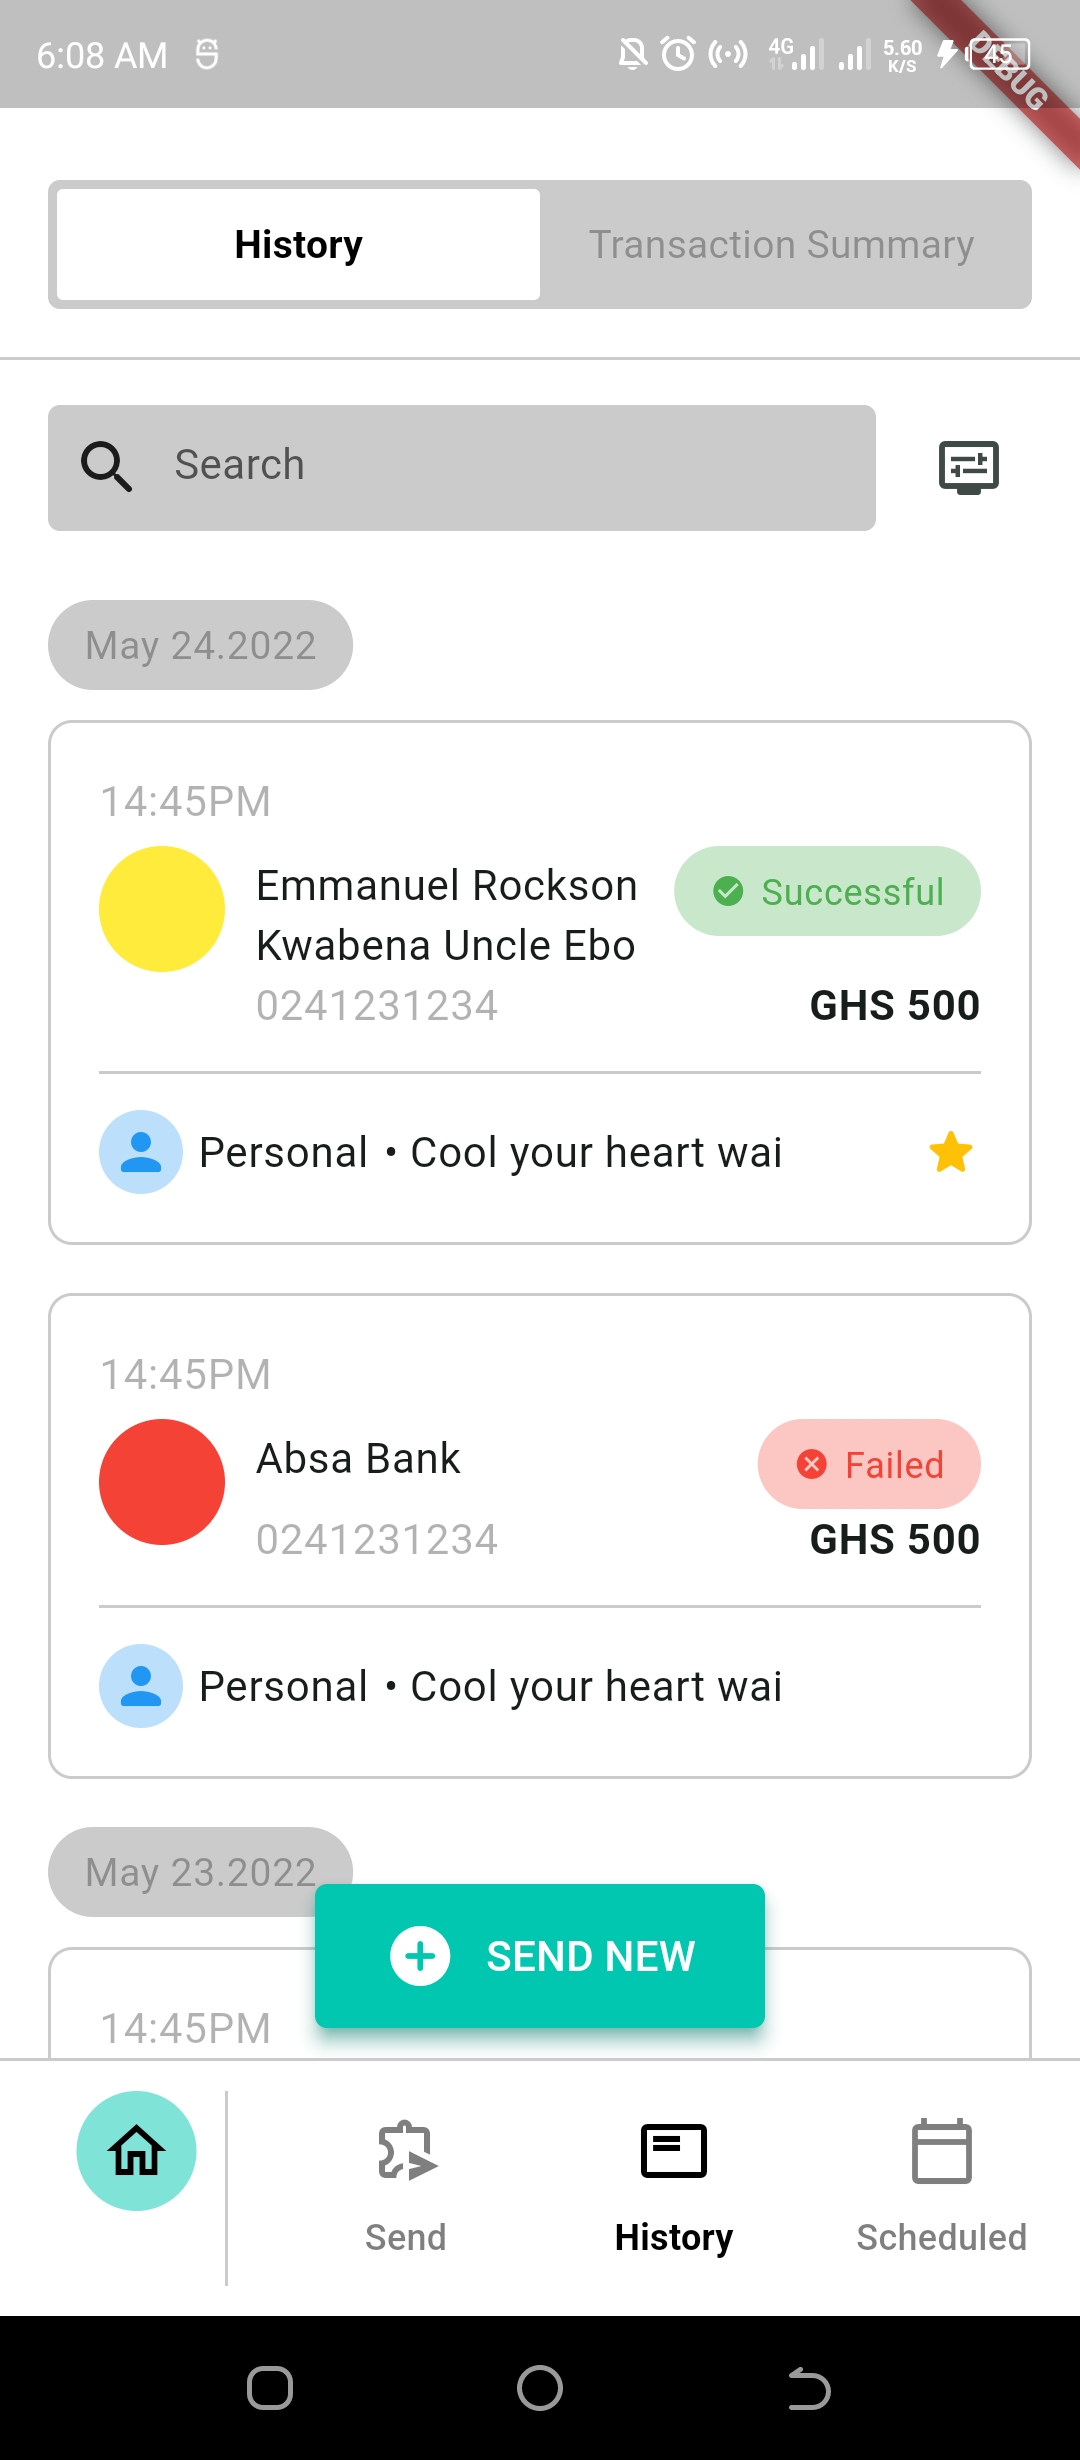 6:08 AM
4G
5.60
K/S
45
DEBUG
History
Transaction Summary
Search
May 24.2022
14:45PM
Emmanuel Rockson
Successful
Kwabena Uncle Ebo
0241231234
GHS 500
Personal • Cool your heart wai
14:45PM
Absa Bank
Failed
0241231234
GHS 500
Personal • Cool your heart wai
May 23.2022
SEND NEW
14:45PM
Send
History
Scheduled